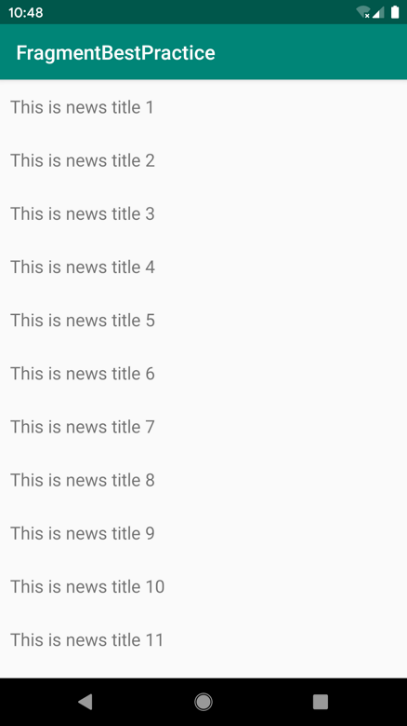 10:48
FragmentBestPractice
This is news title 1
This is news title 2
This is news title 3
This is news title 4
This is news title 5
This is news title 6
This is news title 7
This is news title 8
This is news title 9
This is news title 10
This is news title 11